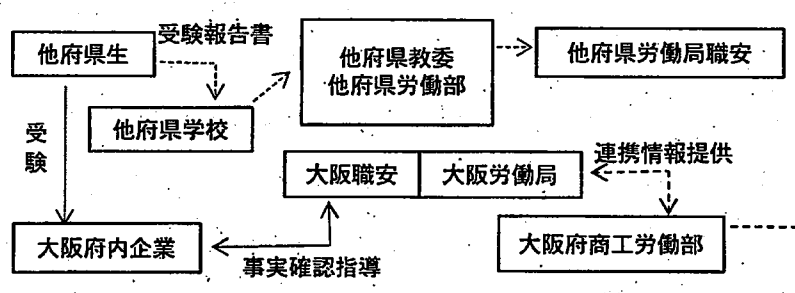 他府県生
受験報告書
他府県教委
他府県労働部
他府県労働局職安
他府県学校
受験
大阪職安
大阪労働局
連携情報提供
大阪府内企業
事実確認指導
大阪府商工労働部